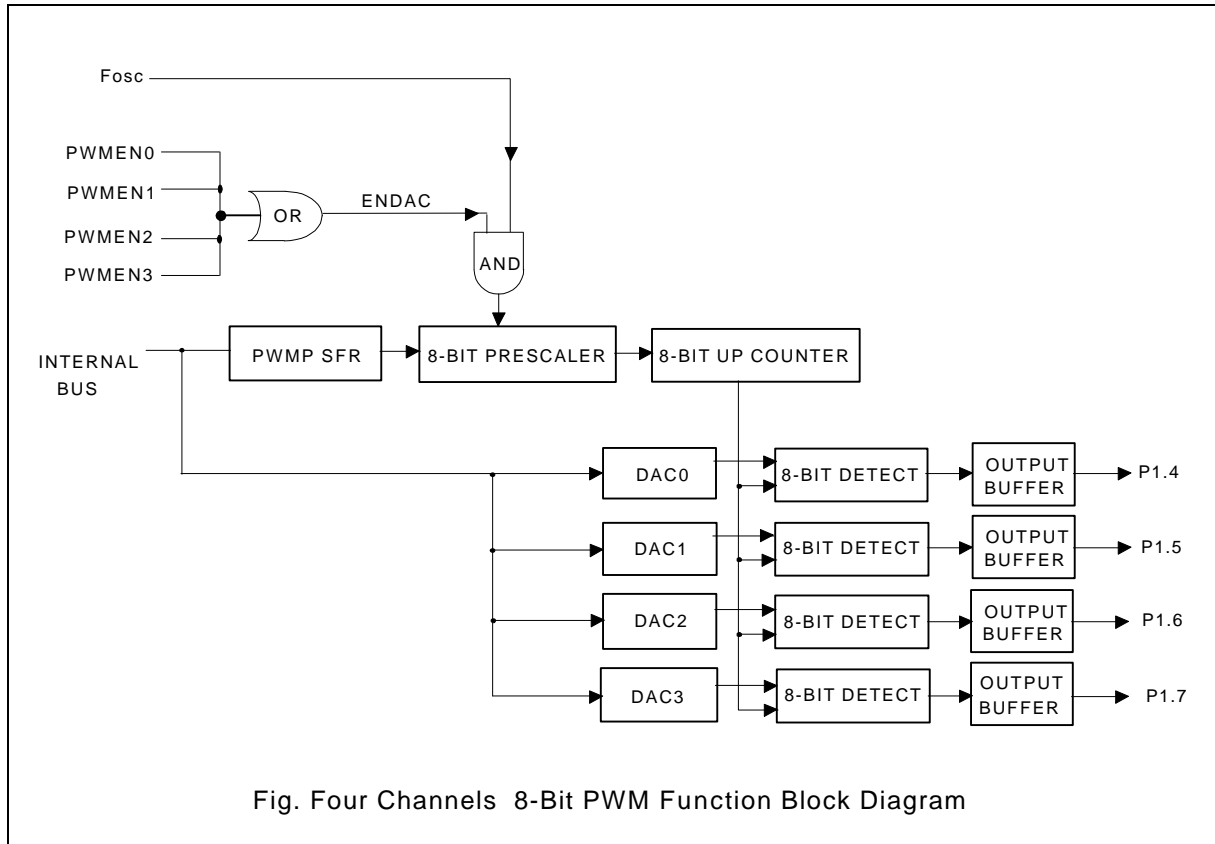 Fosc
PWMEN0
PWMEN1
PWMEN2
PWMEN3
OR
ENDAC
AND
INTERNAL
BUS
PWMP SFR
8-BIT PRESCALER
8-BIT UP COUNTER
DAC0
8-BIT DETECT
OUTPUT
BUFFER
P1.4
DAC1
8-BIT DETECT
OUTPUT
BUFFER
P1.5
DAC2
8-BIT DETECT
OUTPUT
BUFFER
P1.6
DAC3
8-BIT DETECT
OUTPUT
BUFFER
P1.7
Fig. Four Channels 8-Bit PWM Function Block Diagram